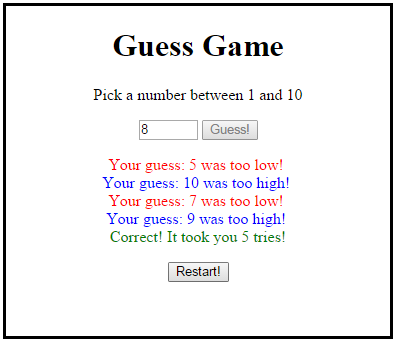 Guess Game
Pick a number between 1 and 10
8 Guess!
Your guess: 5 was too low!
Your guess: 10 was too high!
Your guess: 7 was too low!
Your guess: 9 was too high!
Correct! It took you 5 tries!
Restart!